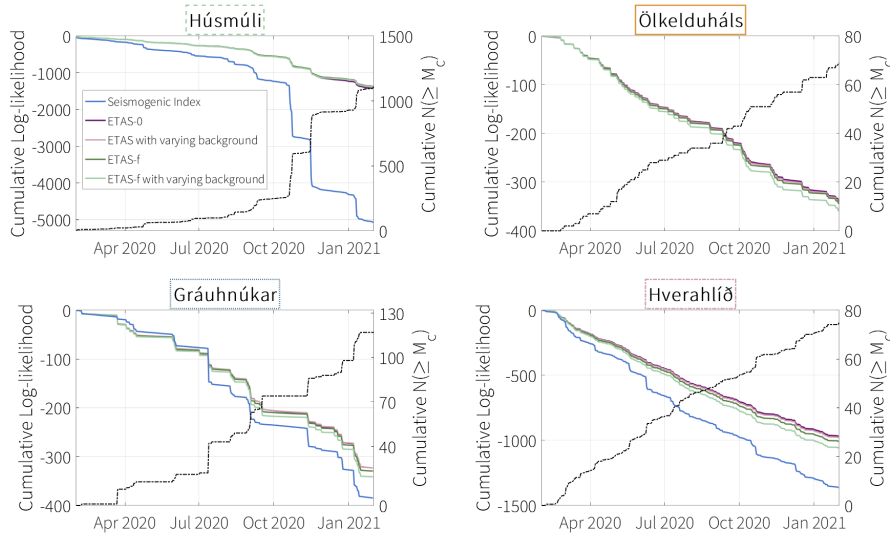 Húsmúli
Cumulative Log-likelihood
0
-1000
-2000
-3000
-4000
-5000
Seismogenic Index
ETAS-0
ETAS with varying background
ETAS-f
ETAS-f with varying background
1500
1000
500
0
Cumulative N(≥ Mc)
Apr 2020 Jul 2020 Oct 2020 Jan 2021
Ölkelduháls
Cumulative Log-likelihood
0
-100
-200
-300
-400
80
60
40
20
0
Cumulative N(≥ Mc)
Apr 2020 Jul 2020 Oct 2020 Jan 2021
Gráuhnúkar
Cumulative Log-likelihood
0
-100
-200
-300
-400
130
100
70
40
0
Cumulative N(≥ Mc)
Apr 2020 Jul 2020 Oct 2020 Jan 2021
Hverahlíð
Cumulative Log-likelihood
0
-500
-1000
-1500
80
60
40
20
0
Cumulative N(≥ Mc)
Apr 2020 Jul 2020 Oct 2020 Jan 2021